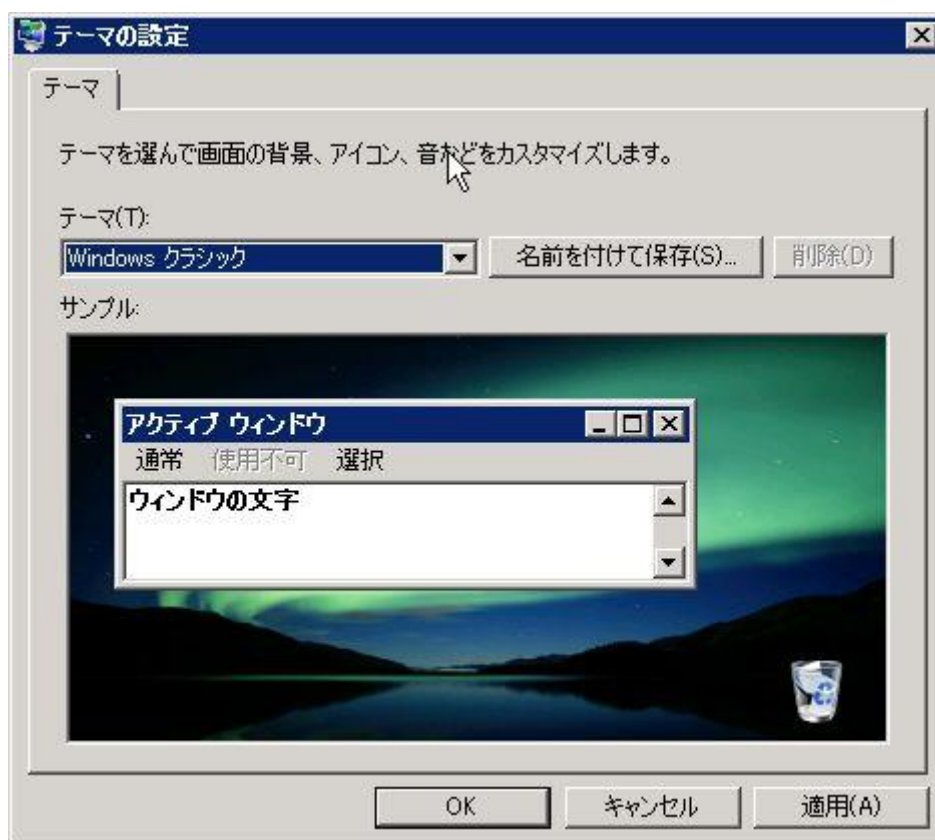 テーマの設定
テーマ
テーマを選んで画面の背景、アイコン、音などをカスタマイズします。
テーマ(T):
Windows クラシック 名前を付けて保存(S)... 削除(D)
サンプル:
アクティブ ウィンドウ
通常 使用不可 選択
ウィンドウの文字
OK キャンセル 適用(A)